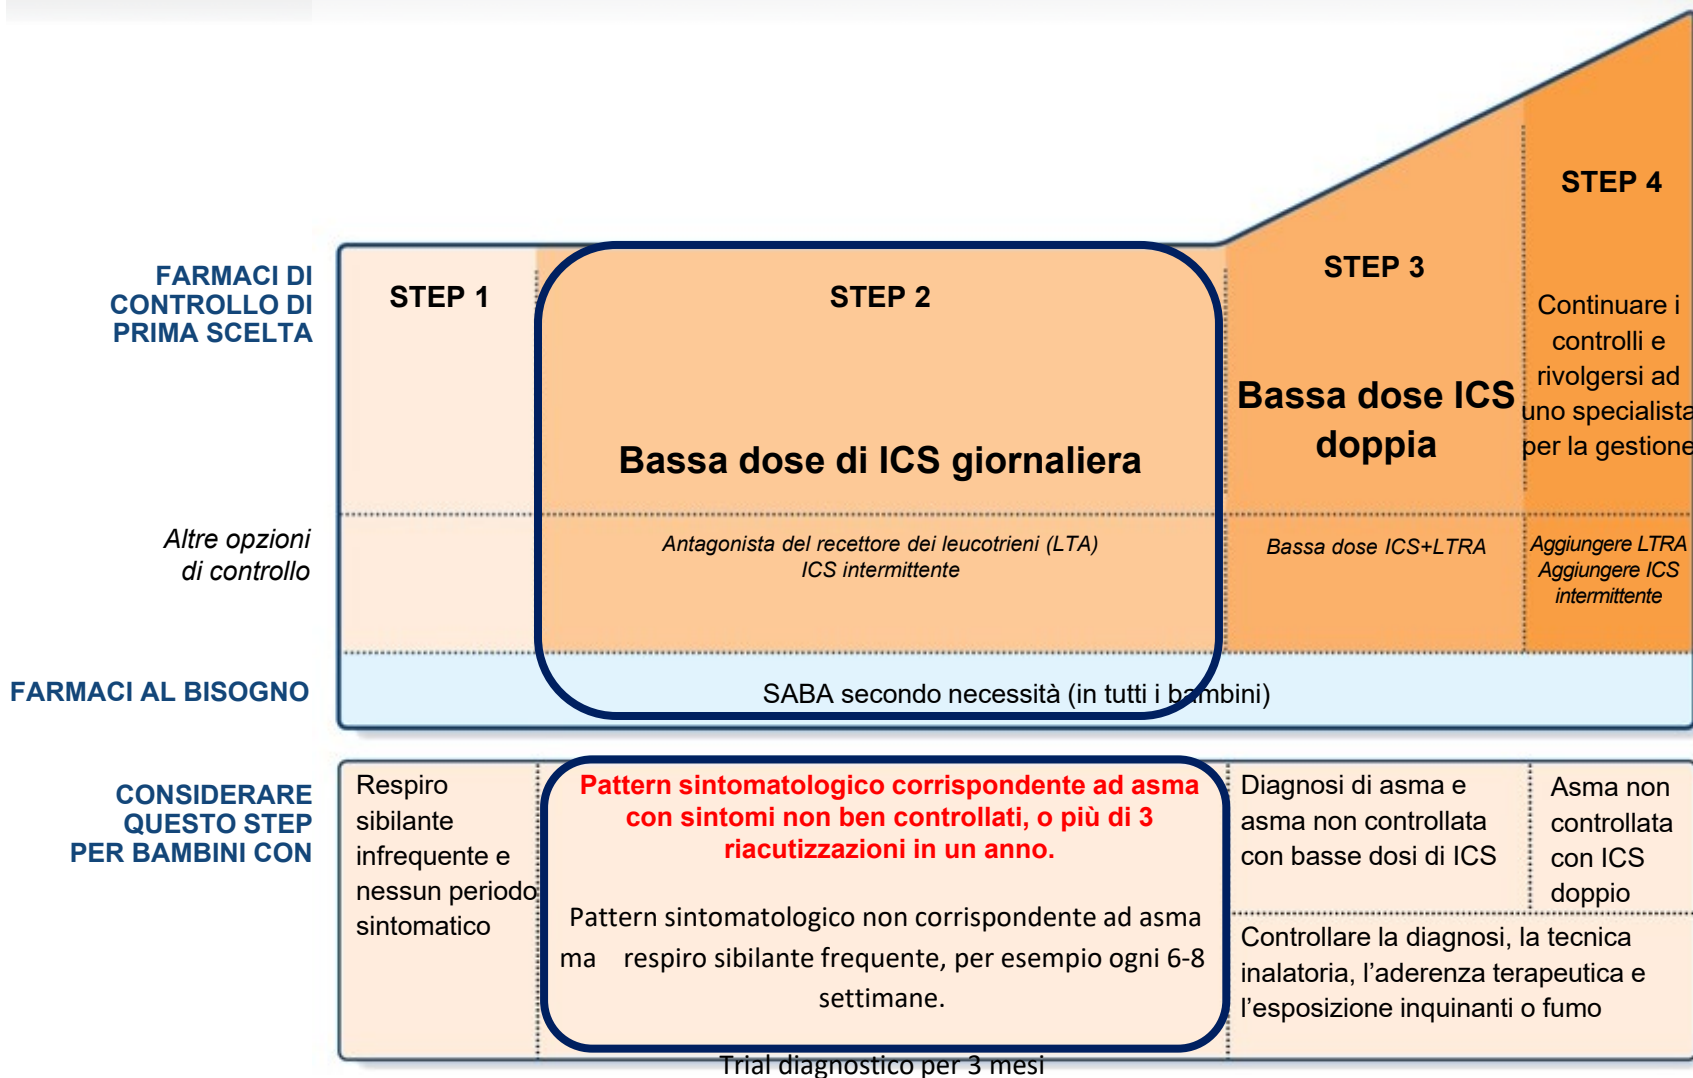 STEP 4
STEP 3
FARMACI DI
CONTROLLO DI
PRIMA SCELTA
STEP 1
STEP 2
Continuare i
controlli e
rivolgersi ad
uno specialista
per la gestione
Bassa dose ICS
doppia
Bassa dose di ICS giornaliera
Altre opzioni
di controllo
Antagonista del recettore dei leucotrieni (LTA)
ICS intermittente
Bassa dose ICS+LTRA
Aggiungere LTRA
Aggiungere ICS
intermittente
FARMACI AL BISOGNO
SABA secondo necessità (in tutti i bambini)
CONSIDERARE
QUESTO STEP
PER BAMBINI CON
Respiro
sibilante
infrequente e
nessun periodo
sintomatico
Pattern sintomatologico corrispondente ad asma
con sintomi non ben controllati, o più di 3
riacutizzazioni in un anno.
Pattern sintomatologico non corrispondente ad asma
ma respiro sibilante frequente, per esempio ogni 6-8
settimane.
Trial diagnostico per 3 mesi
Diagnosi di asma e
asma non controllata
con basse dosi di ICS
Asma non
controllata
con ICS
doppio
Controllare la diagnosi, la tecnica
inalatoria, l'aderenza terapeutica e
l'esposizione inquinanti o fumo